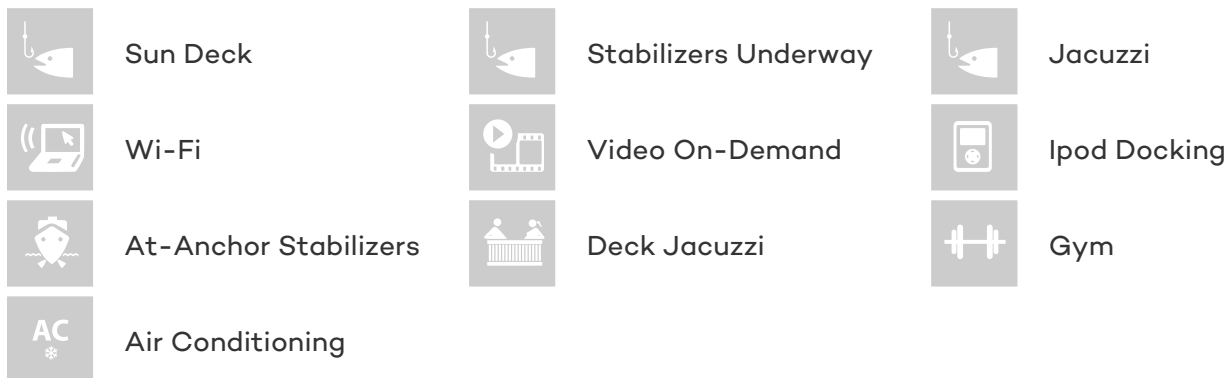 Sun Deck
Stabilizers Underway
Jacuzzi
Wi-Fi
Video On-Demand
Ipod Docking
At-Anchor Stabilizers
Deck Jacuzzi
Gym
AC
Air Conditioning